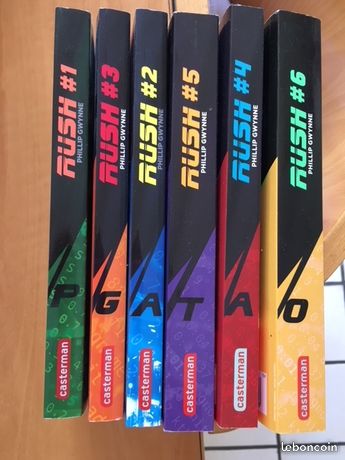 RUSH #1
PHILLIP GWYNNE
P
casterman
RUSH #3
PHILLIP GWYNNE
G
casterman
RUSH #2
PHILLIP GWYNNE
A
casterman
RUSH #5
PHILLIP GWYNNE
T
casterman
RUSH #4
PHILLIP GWYNNE
A
casterman
RUSH #6
PHILLIP GWYNNE
O
casterman
leboncoin